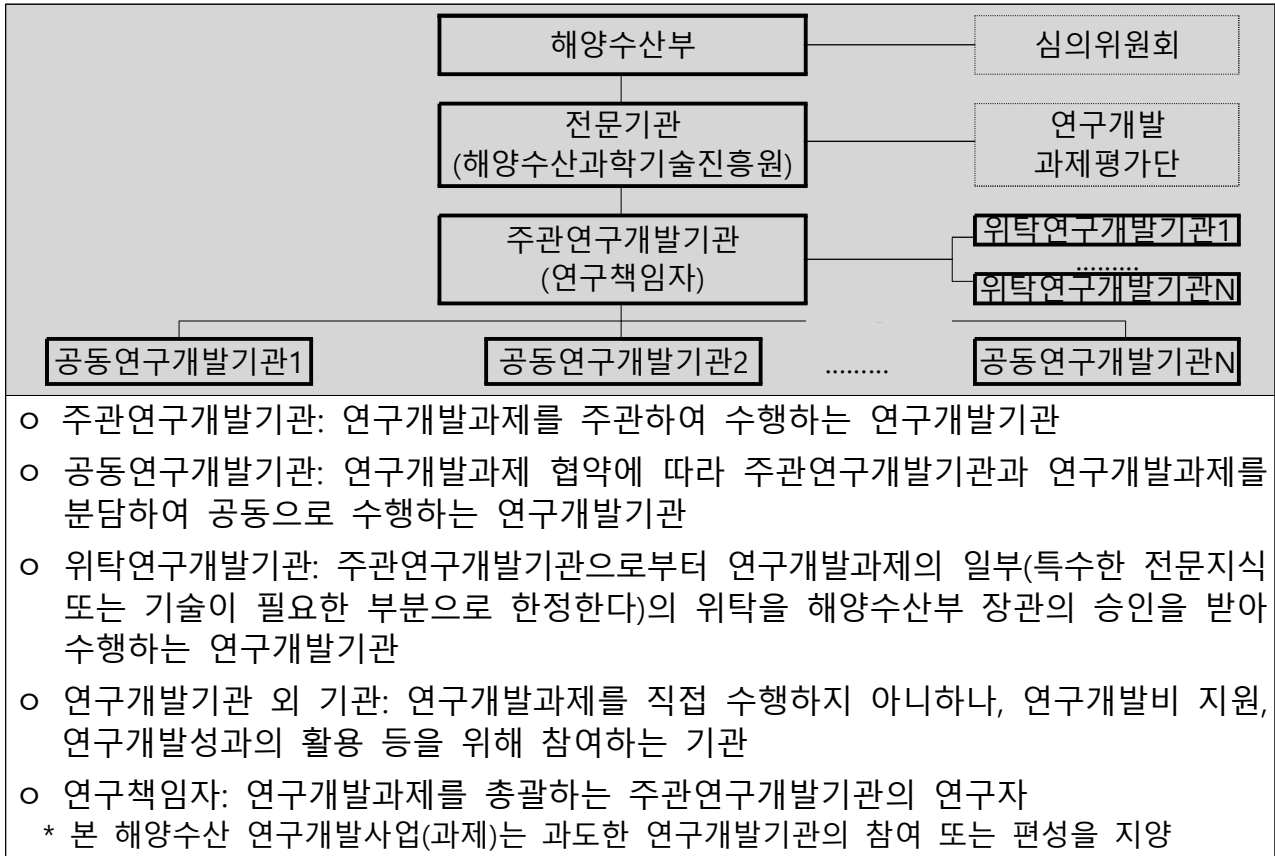 해양수산부
심의위원회
전문기관
(해양수산과학기술진흥원)
연구개발
과제평가단
주관연구개발기관
(연구책임자)
위탁연구개발기관1
.........
위탁연구개발기관N
공동연구개발기관1
공동연구개발기관2
.........
공동연구개발기관N
ㅇ 주관연구개발기관: 연구개발과제를 주관하여 수행하는 연구개발기관
ㅇ 공동연구개발기관: 연구개발과제 협약에 따라 주관연구개발기관과 연구개발과제를
분담하여 공동으로 수행하는 연구개발기관
ㅇ 위탁연구개발기관: 주관연구개발기관으로부터 연구개발과제의 일부(특수한 전문지식
또는 기술이 필요한 부분으로 한정한다)의 위탁을 해양수산부 장관의 승인을 받아
수행하는 연구개발기관
ㅇ 연구개발기관 외 기관: 연구개발과제를 직접 수행하지 아니하나, 연구개발비 지원,
연구개발성과의 활용 등을 위해 참여하는 기관
ㅇ 연구책임자: 연구개발과제를 총괄하는 주관연구개발기관의 연구자
* 본 해양수산 연구개발사업(과제)는 과도한 연구개발기관의 참여 또는 편성을 지양